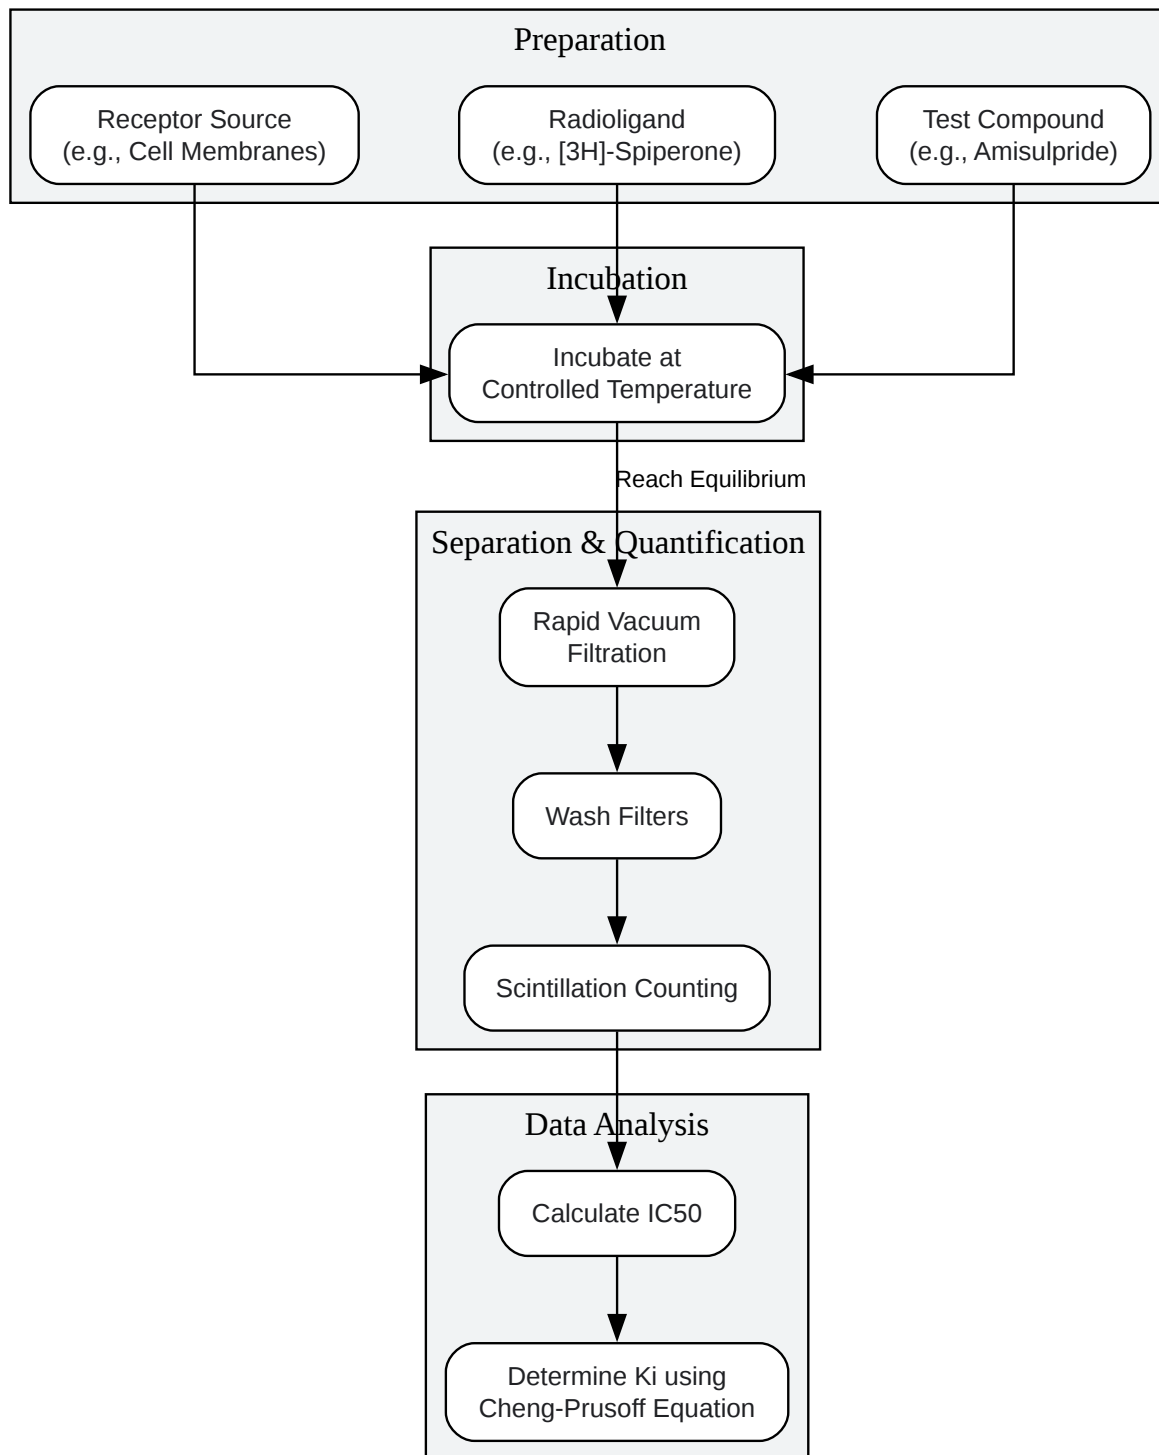 Preparation
Receptor Source
(e.g., Cell Membranes)
Radioligand
(e.g., [3H]-Spiperone)
Test Compound
(e.g., Amisulpride)
Incubation
Incubate at
Controlled Temperature
Reach Equilibrium
Separation & Quantification
Rapid Vacuum
Filtration
Wash Filters
Scintillation Counting
Data Analysis
Calculate IC50
Determine Ki using
Cheng-Prusoff Equation